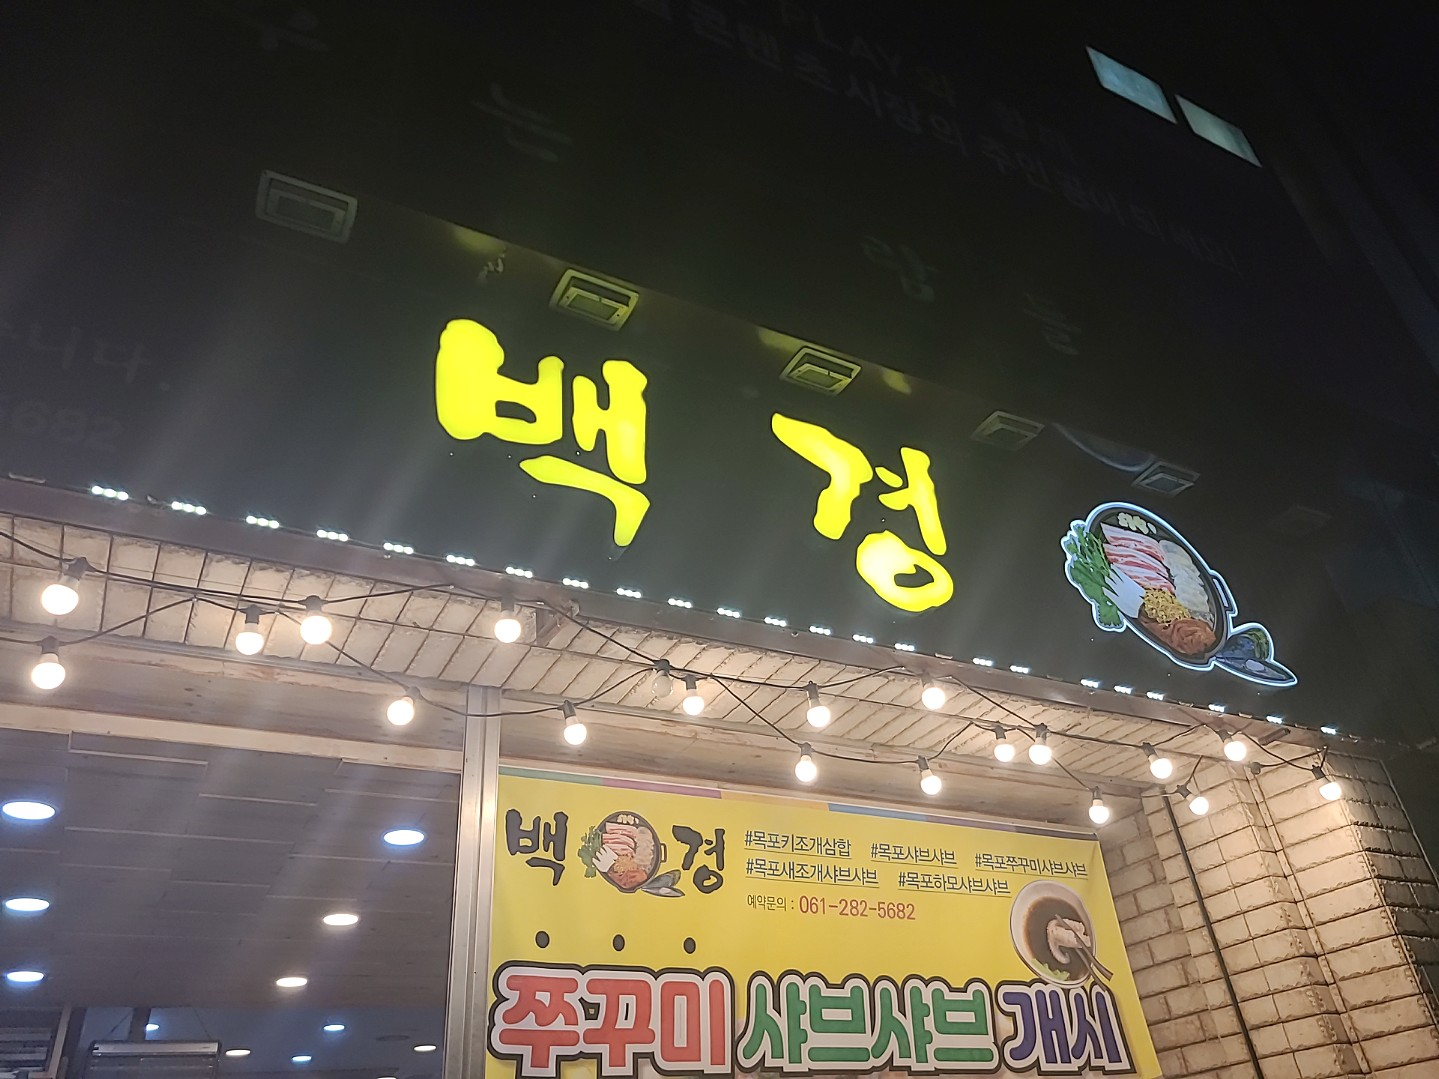 백경
백 경
#목포키조개삼합 #목포샤브샤브 #목포쭈꾸미샤브샤브
#목포새조개샤브샤브 #목포하모샤브샤브
예약문의 : 061-282-5682
쭈꾸미 샤브샤브 개시